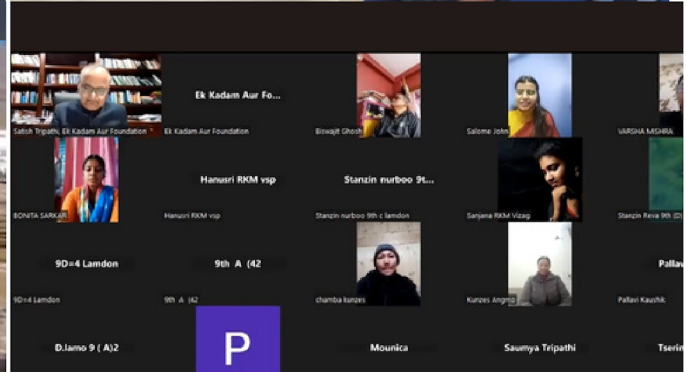 Ek Kadam Aur Fo...
Satish Tripathi, Ek Kadam Aur Foundation
Ek Kadam Aur Foundation
Biswajit Ghosh
Salome John
VARSHA MISHRA
Hanusri RKM vsp
Stanzin nurboo 9t...
BONITA SARKAR
Hanusri RKM vsp
Stanzin nurboo 9th c lamdon
Sanjana RKM Vizag
Stanzin Reva 9th (D)
9D=4 Lamdon
9th A (42
Pallav
9D=4 Lamdon
9th A (42
chamba kunzes
Kunzes Angmo
Pallavi Kaushik
D.lamo 9 ( A)2
P
Mounica
Saumya Tripathi
Tserin